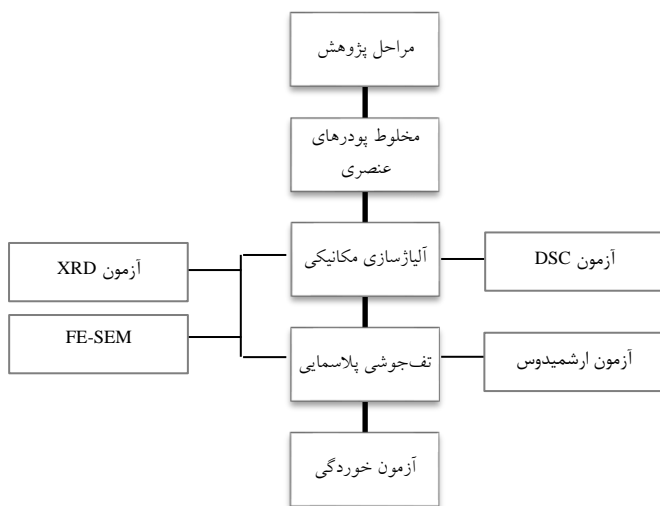 مراحل پژوهش
مخلوط پودرهای
عنصری
آلیاژسازی مکانیکی
آزمون DSC
آزمون XRD
FE-SEM
تف‌جوشی پلاسمایی
آزمون ارشمیدوس
آزمون خوردگی